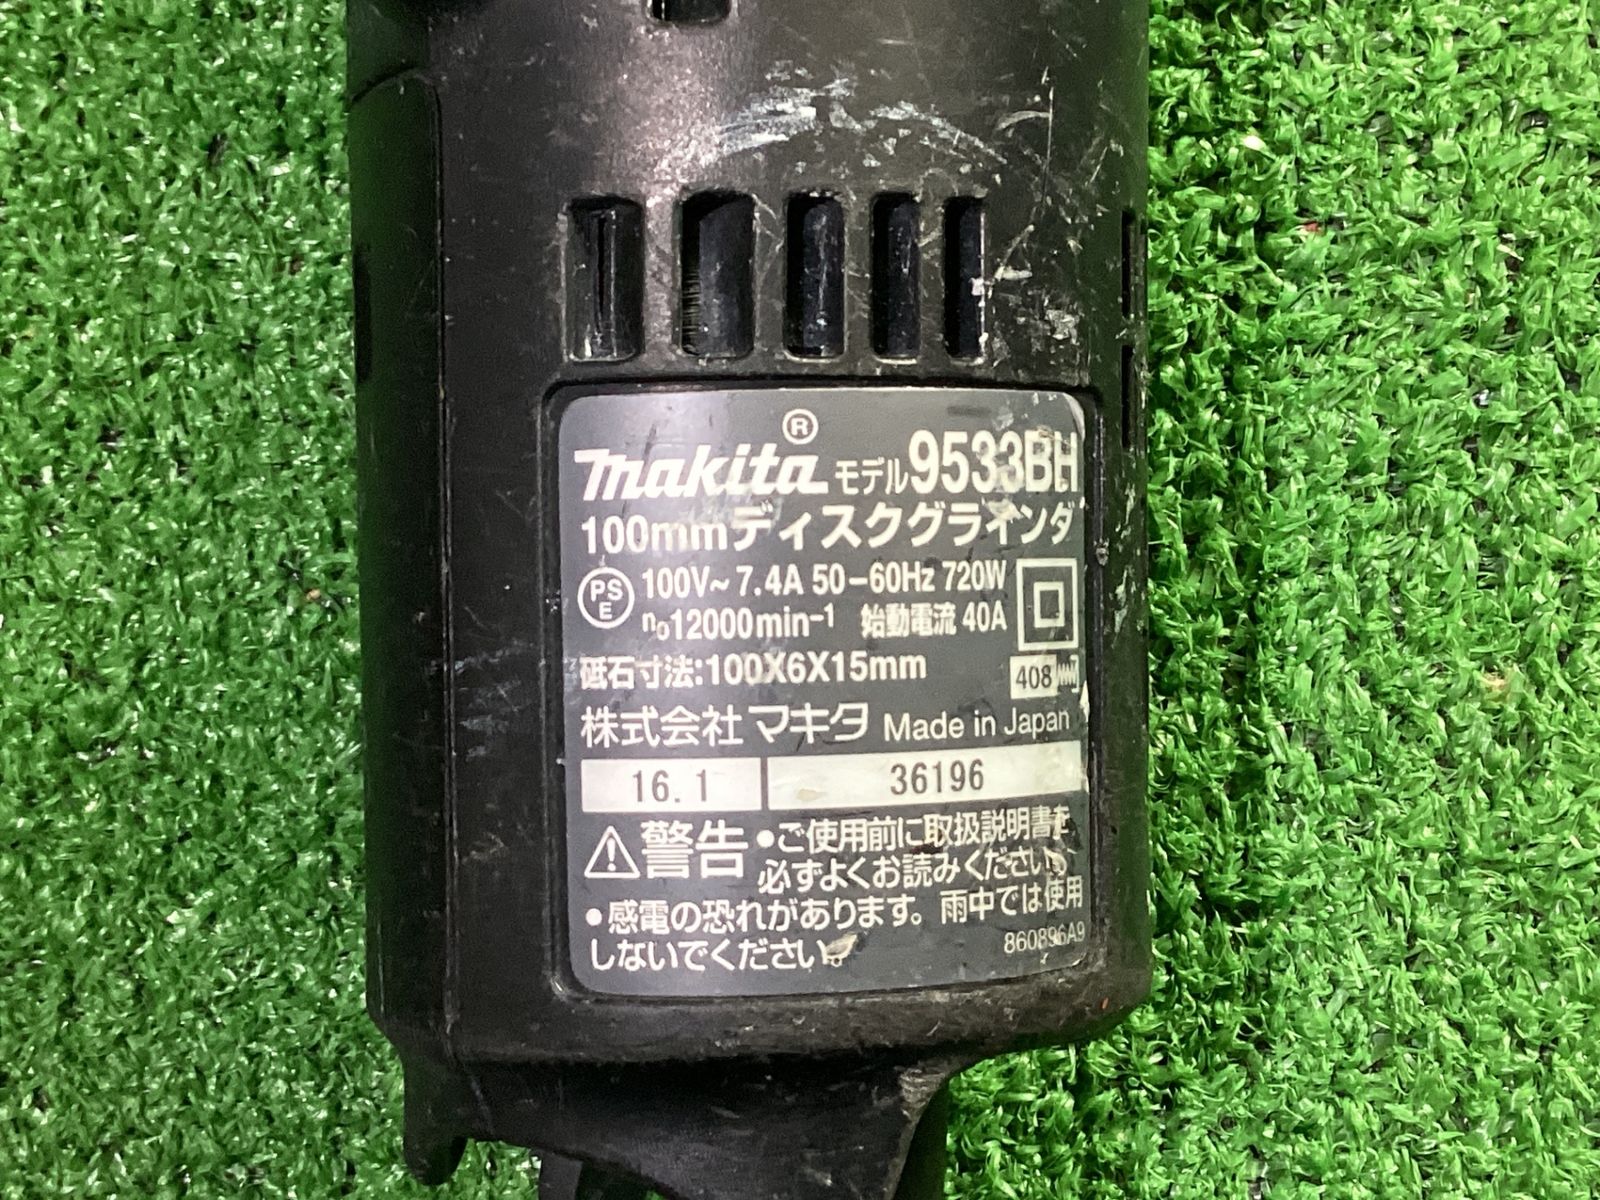 ®
makita モデル 9533BH
100mmディスクグラインダ
PSE 100V~ 7.4A 50-60Hz 720W
n₀12000min⁻¹ 始動電流 40A
砥石寸法:100X6X15mm 408
株式会社 マキタ Made in Japan
16.1 36196
警告 •ご使用前に取扱説明書を
必ずよくお読みください。
•感電の恐れがあります。雨中では使用
しないでください。
860896A9